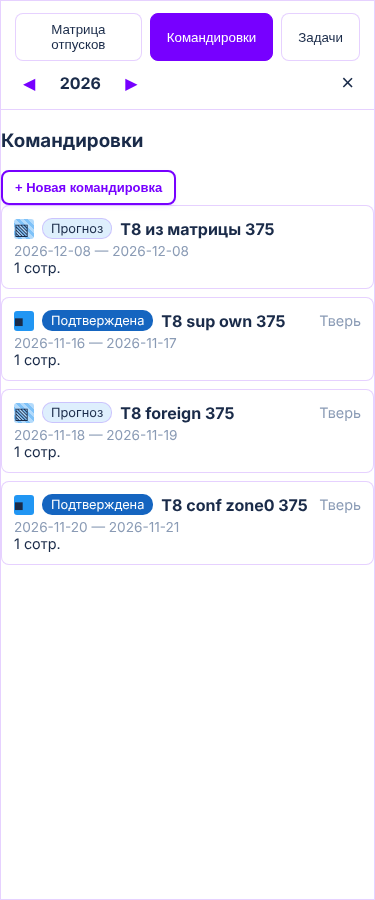 Матрица
отпусков
Командировки
Задачи
◀ 2026 ▶ ×
Командировки
+ Новая командировка
▧ Прогноз T8 из матрицы 375
2026-12-08 — 2026-12-08
1 сотр.
■ Подтверждена T8 sup own 375 Тверь
2026-11-16 — 2026-11-17
1 сотр.
▧ Прогноз T8 foreign 375 Тверь
2026-11-18 — 2026-11-19
1 сотр.
■ Подтверждена T8 conf zone0 375 Тверь
2026-11-20 — 2026-11-21
1 сотр.